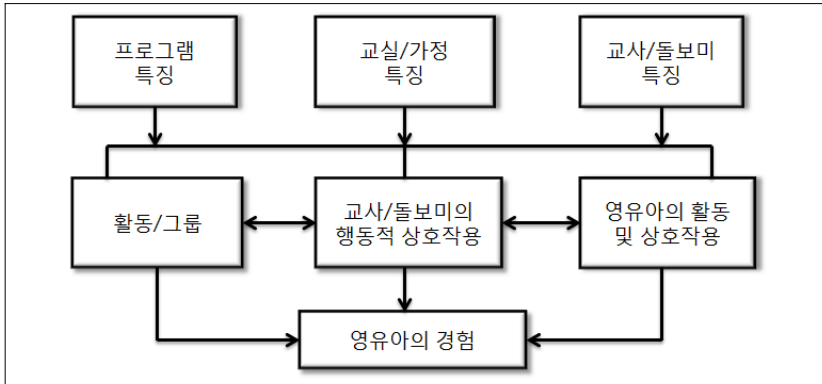 프로그램
특징
교실/가정
특징
교사/돌보미
특징
활동/그룹
교사/돌보미의
행동적 상호작용
영유아의 활동
및 상호작용
영유아의 경험